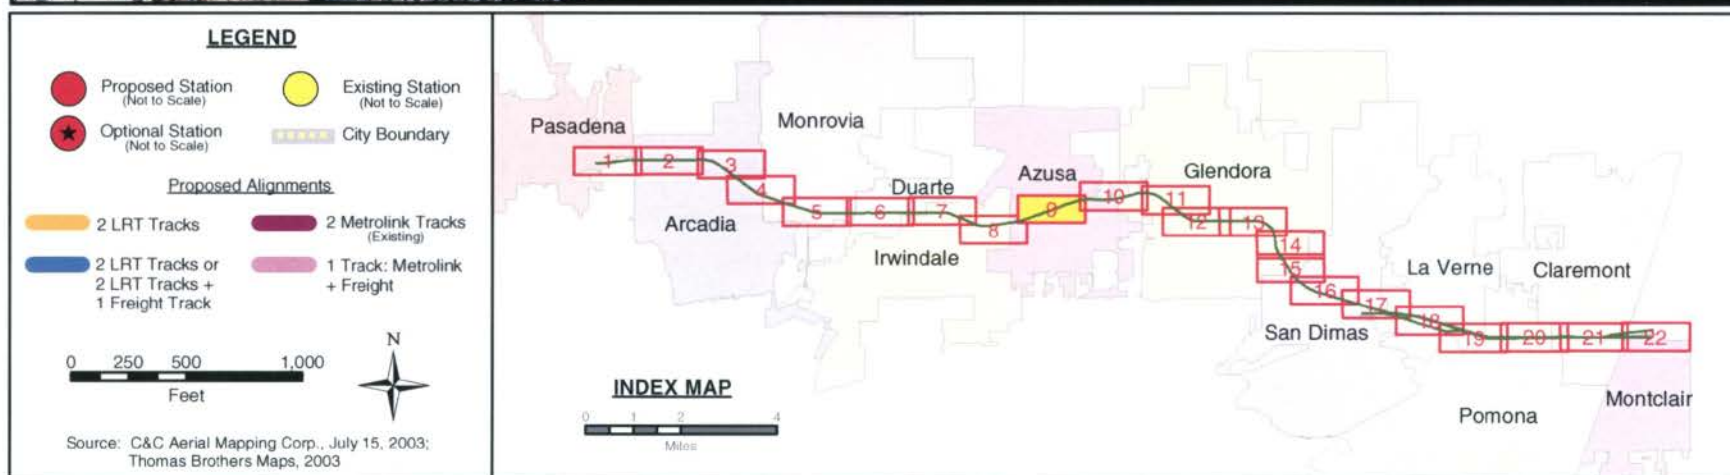 LEGEND
Proposed Station
(Not to Scale)
Existing Station
(Not to Scale)
Optional Station
(Not to Scale)
City Boundary
Proposed Alignments
2 LRT Tracks
2 Metrolink Tracks
(Existing)
2 LRT Tracks or
2 LRT Tracks +
1 Freight Track
1 Track: Metrolink
+ Freight
N
0 250 500 1,000
Feet
Source: C&C Aerial Mapping Corp., July 15, 2003;
Thomas Brothers Maps, 2003
Pasadena
Monrovia
Arcadia
Duarte
Irwindale
Azusa
Glendora
San Dimas
La Verne
Claremont
Pomona
Montclair
1
2
3
4
5
6
7
8
9
10
11
12
13
14
15
16
17
18
19
20
21
22
INDEX MAP
0 1 2 4
Miles